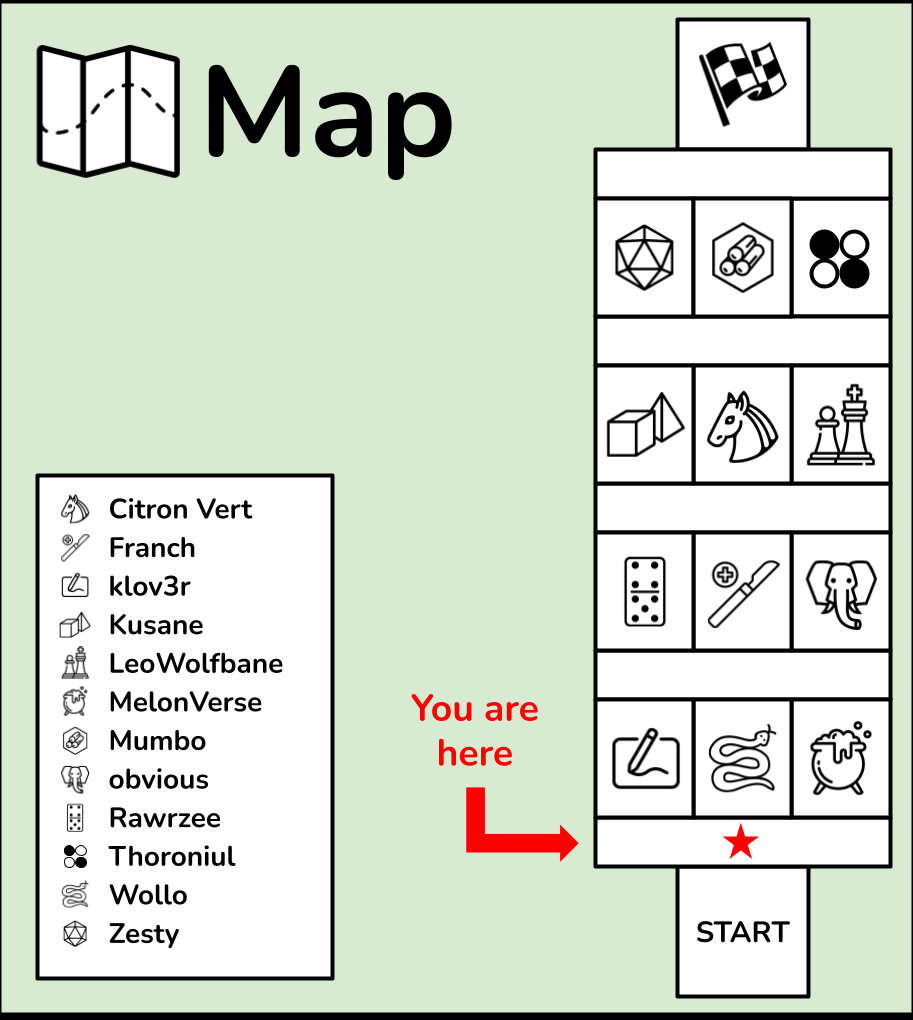 Map
Citron Vert
Franch
klov3r
Kusane
LeoWolfbane
MelonVerse
Mumbo
obvious
Rawrzee
Thoroniul
Wollo
Zesty
You are
here
START